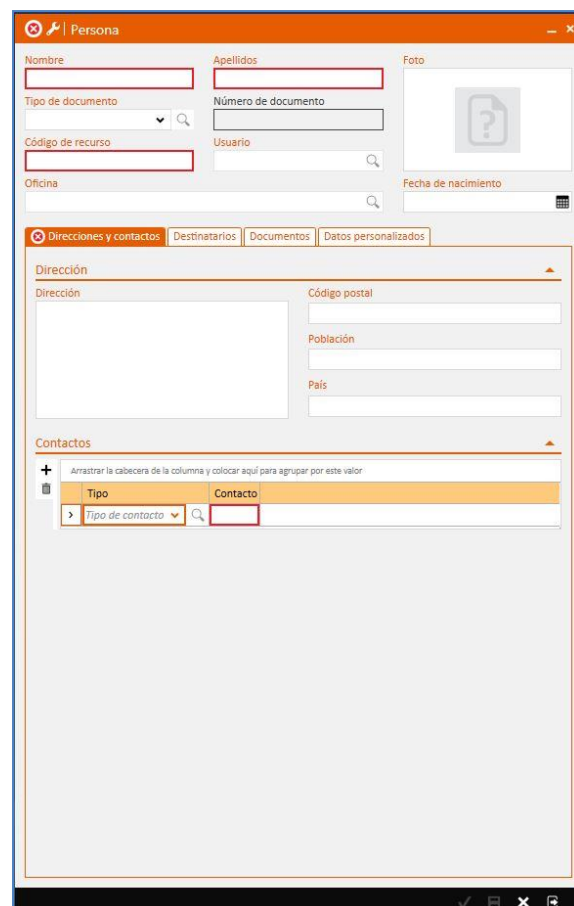 Persona
Nombre
Apellidos
Foto
Tipo de documento
Número de documento
Código de recurso
Usuario
Oficina
Fecha de nacimiento
Direcciones y contactos
Destinatarios
Documentos
Datos personalizados
Dirección
Dirección
Código postal
Población
País
Contactos
Arrastrar la cabecera de la columna y colocar aquí para agrupar por este valor
Tipo
Contacto
Tipo de contacto